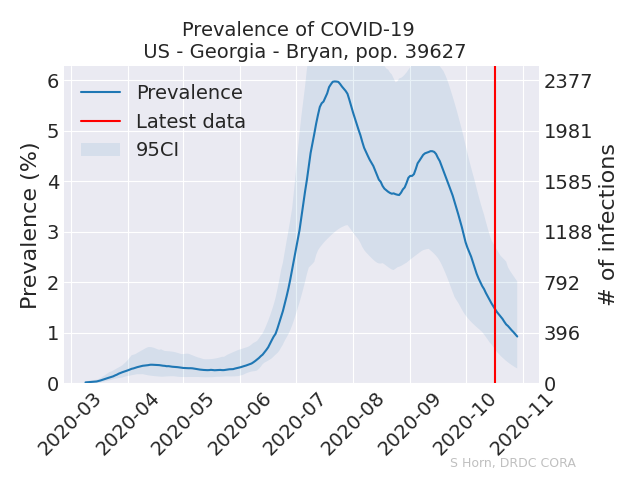 Prevalence of COVID-19
US - Georgia - Bryan, pop. 39627
Prevalence
Latest data
95CI
Prevalence (%)
6
5
4
3
2
1
0
2377
1981
1585
1188
792
396
0
# of infections
2020-03
2020-04
2020-05
2020-06
2020-07
2020-08
2020-09
2020-10
2020-11
S Horn, DRDC CORA